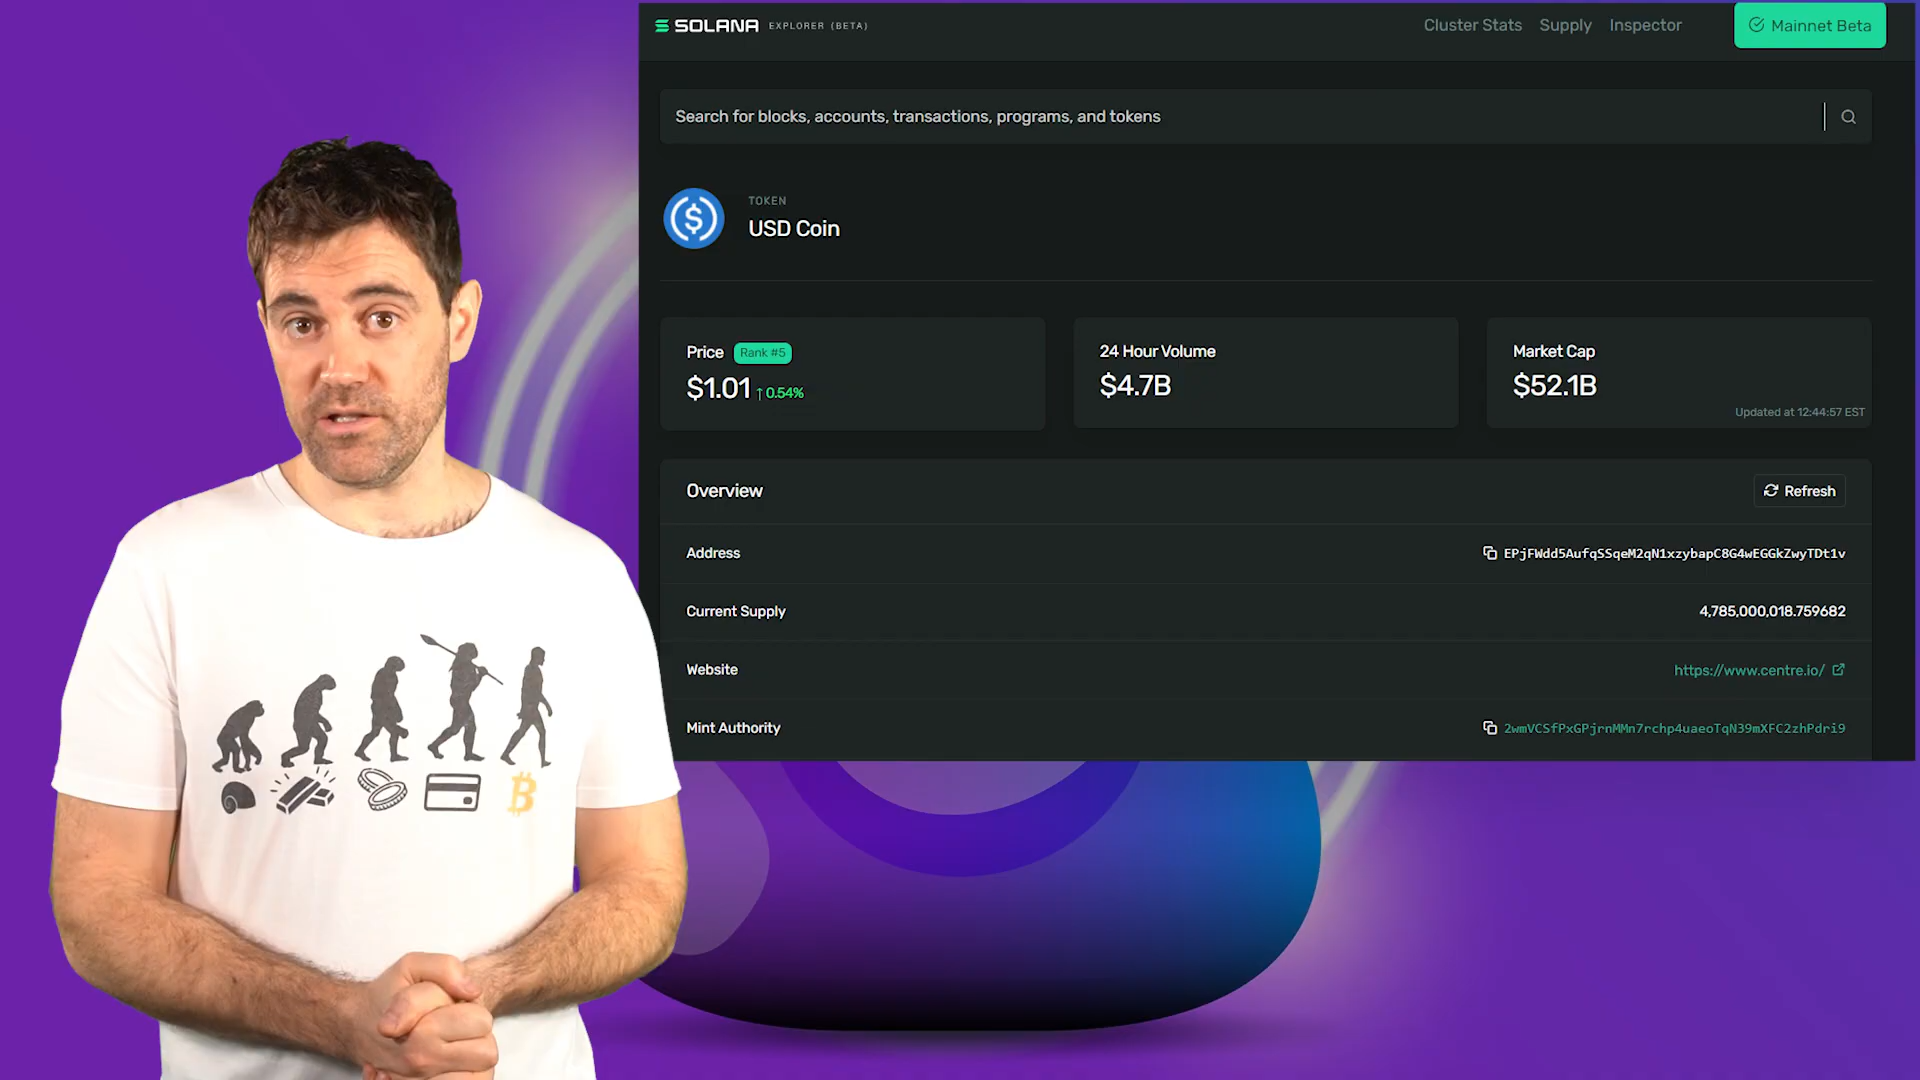 SOLANA EXPLORER (BETA)
Cluster Stats Supply Inspector Mainnet Beta
Search for blocks, accounts, transactions, programs, and tokens
TOKEN
USD Coin
Price Rank #5
$1.01 ↑ 0.54%
24 Hour Volume
$4.7B
Market Cap
$52.1B
Updated at 12:44:57 EST
Overview
Refresh
Address
EPjFWdd5AufqSSqeM2qN1xzybapC8G4wEGGkZwyTDt1v
Current Supply
4,785,000,018.759682
Website
https://www.centre.io/
Mint Authority
2wmVCSfPxGPjrnMMn7rchp4uaeoTqN39mXFC2zhPdri9